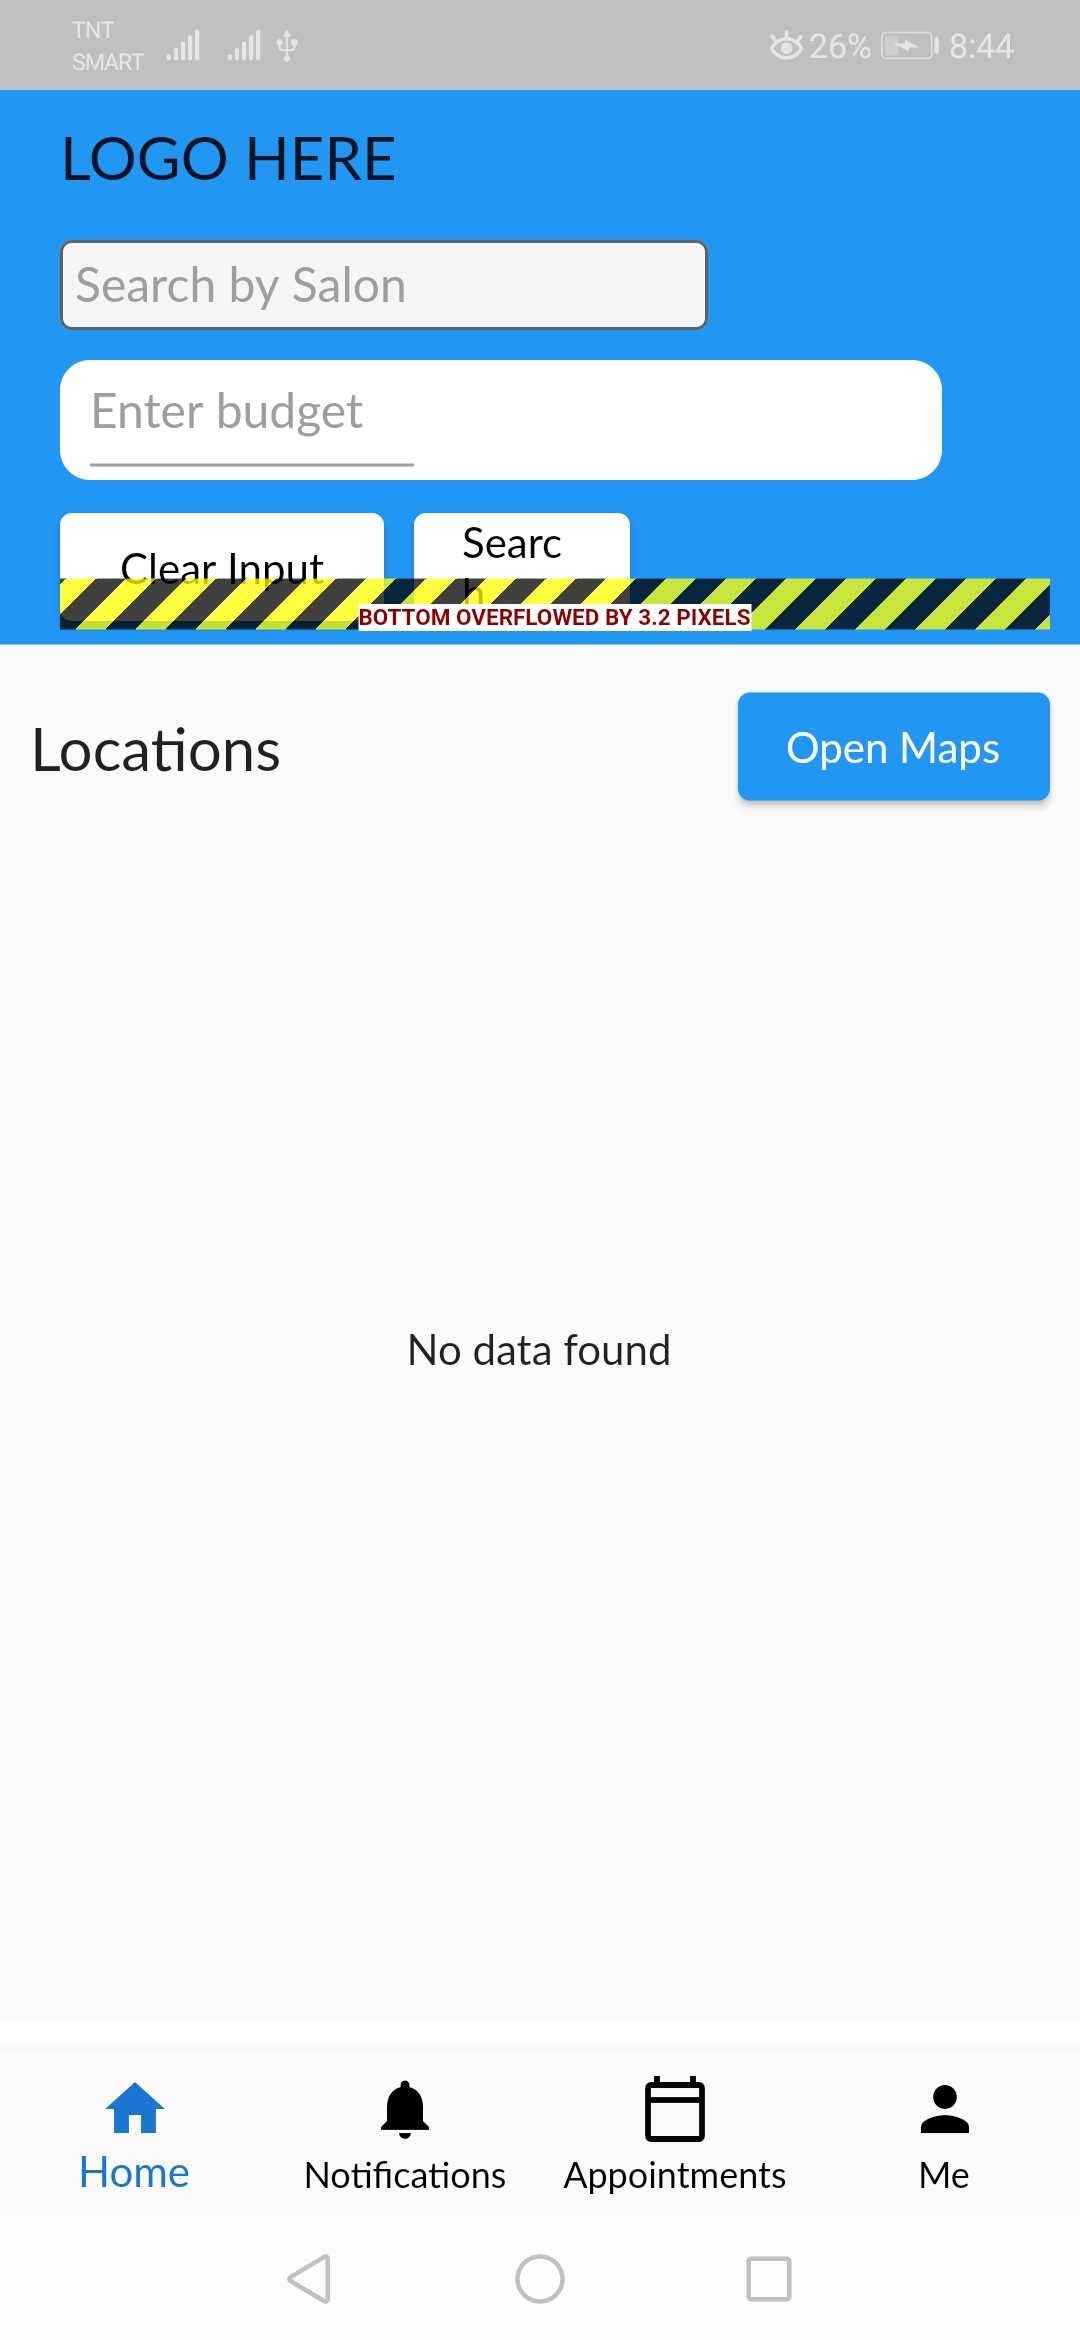 TNT
SMART
26% 8:44
LOGO HERE
Search by Salon
Enter budget
Clear Input
Searc
h
BOTTOM OVERFLOWED BY 3.2 PIXELS
Locations
Open Maps
No data found
Home
Notifications
Appointments
Me